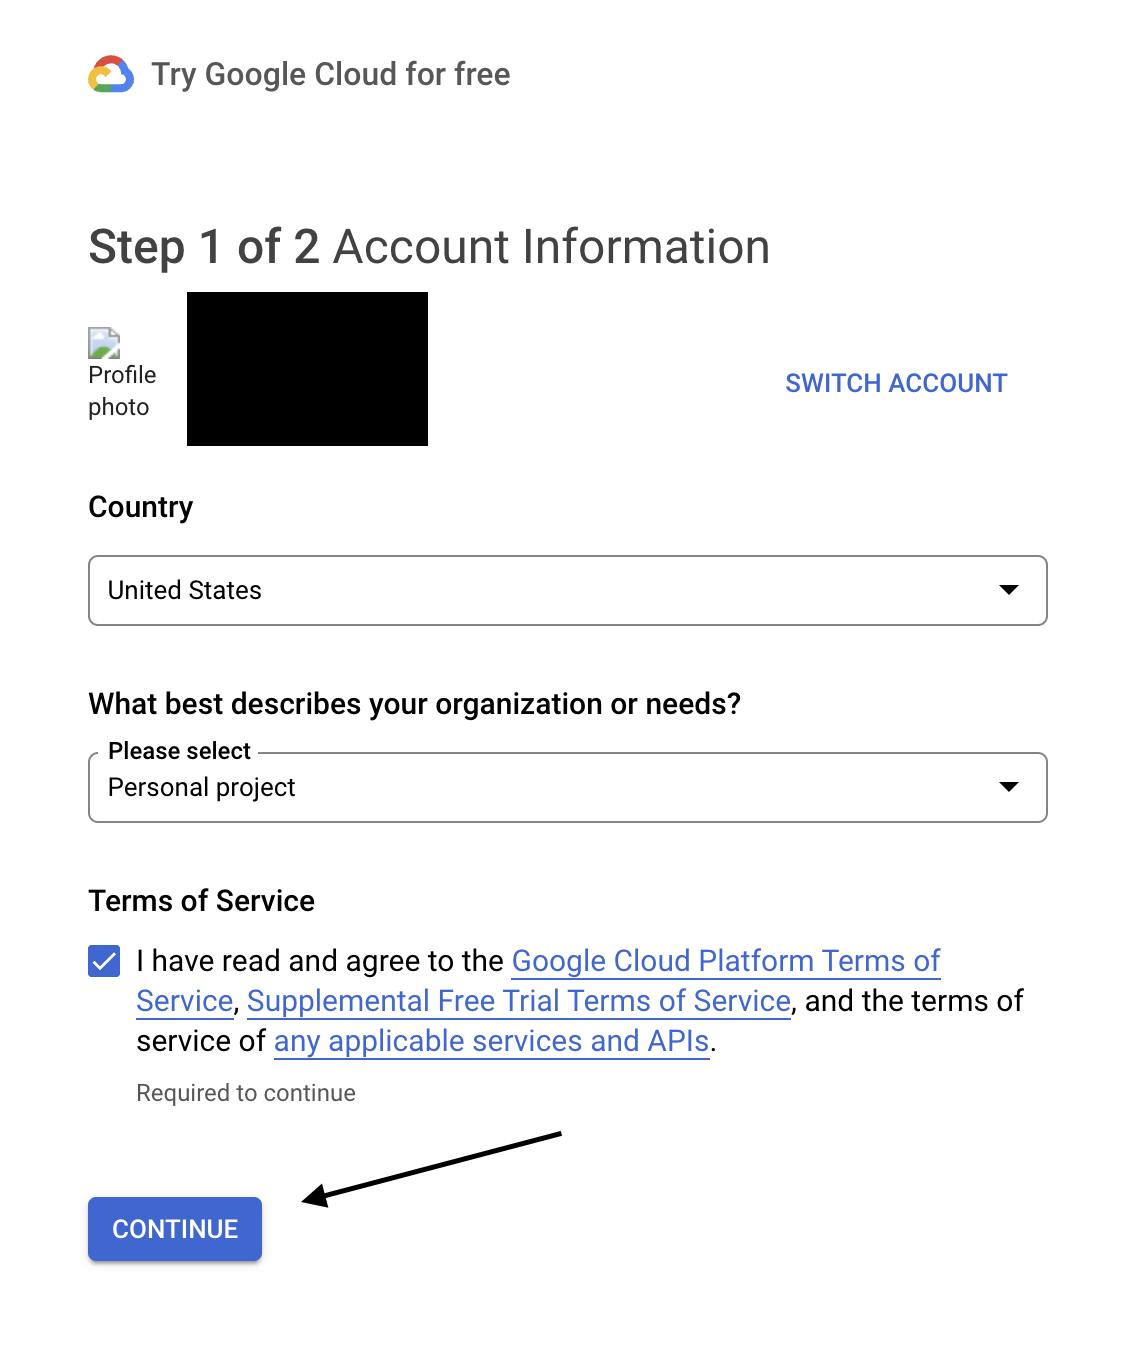 Try Google Cloud for free
Step 1 of 2 Account Information
Profile
photo
SWITCH ACCOUNT
Country
United States
What best describes your organization or needs?
Please select
Personal project
Terms of Service
I have read and agree to the Google Cloud Platform Terms of
Service, Supplemental Free Trial Terms of Service, and the terms of
service of any applicable services and APIs.
Required to continue
CONTINUE